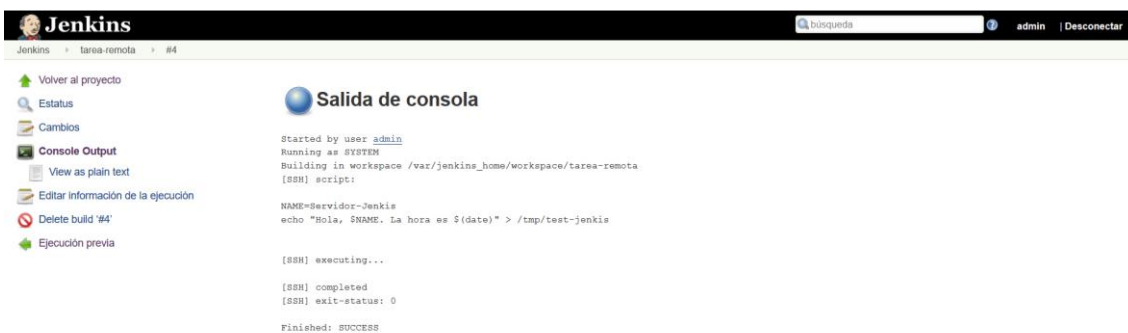 Jenkins
búsqueda
admin | Desconectar
Jenkins › tarea-remota › #4
Volver al proyecto
Estatus
Cambios
Console Output
View as plain text
Editar información de la ejecución
Delete build '#4'
Ejecución previa
Salida de consola
Started by user admin
Running as SYSTEM
Building in workspace /var/jenkins_home/workspace/tarea-remota
[SSH] script:
NAME=Servidor-Jenkis
echo "Hola, $NAME. La hora es $(date)" > /tmp/test-jenkis
[SSH] executing...
[SSH] completed
[SSH] exit-status: 0
Finished: SUCCESS